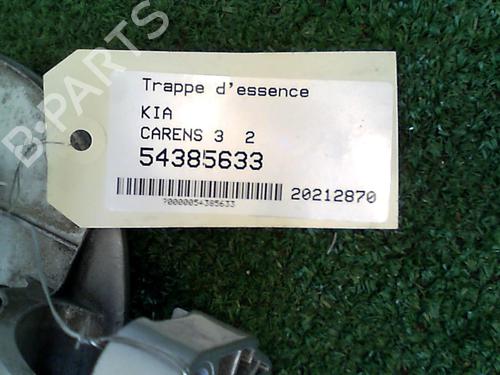 B-PARTS
Trappe d'essence
KIA
CARENS 3 2
54385633
20212870
?0000054385633